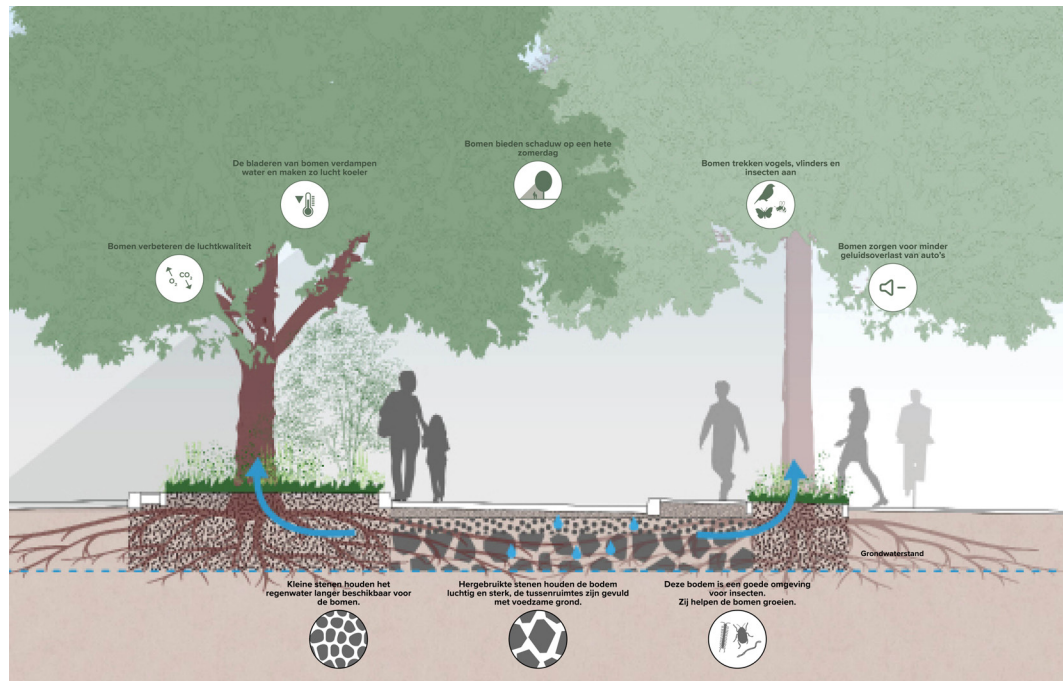 Bomen bieden schaduw op een hete
zomerdag
De bladeren van bomen verdampen
water en maken zo lucht koeler
Bomen trekken vogels, vlinders en
insecten aan
Bomen verbeteren de luchtkwaliteit
O₂ CO₂
Bomen zorgen voor minder
geluidsoverlast van auto's
Grondwaterstand
Kleine stenen houden het
regenwater langer beschikbaar voor
de bomen.
Hergebruikte stenen houden de bodem
luchtig en sterk, de tussenruimtes zijn gevuld
met voedzame grond.
Deze bodem is een goede omgeving
voor insecten.
Zij helpen de bomen groeien.